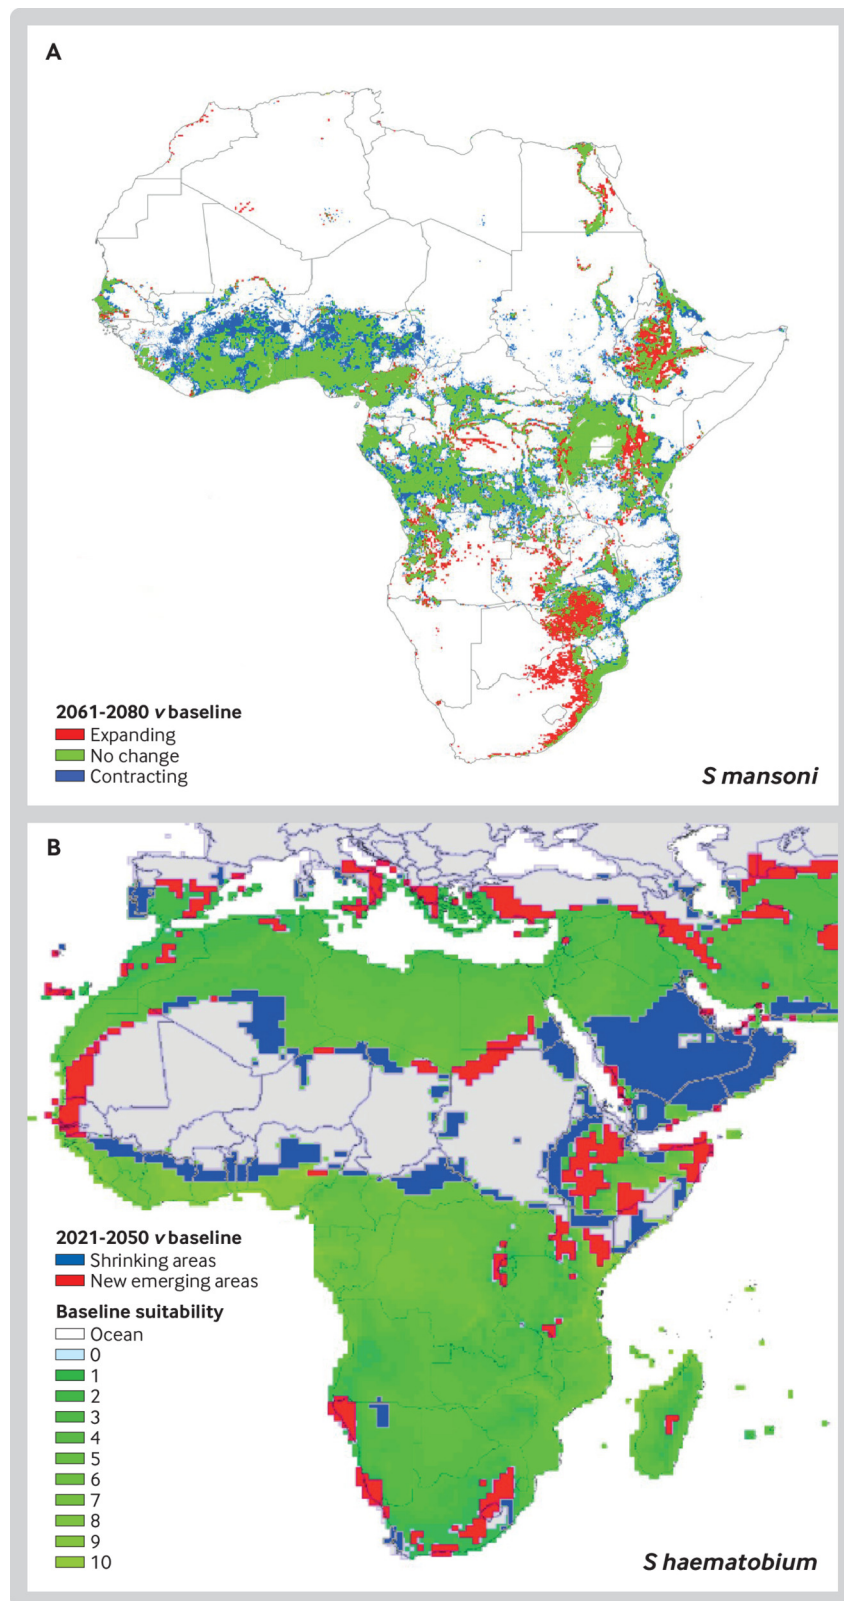 A
2061-2080 v baseline
Expanding
No change
Contracting
S mansoni
B
2021-2050 v baseline
Shrinking areas
New emerging areas
Baseline suitability
Ocean
0
1
2
3
4
5
6
7
8
9
10
S haematobium